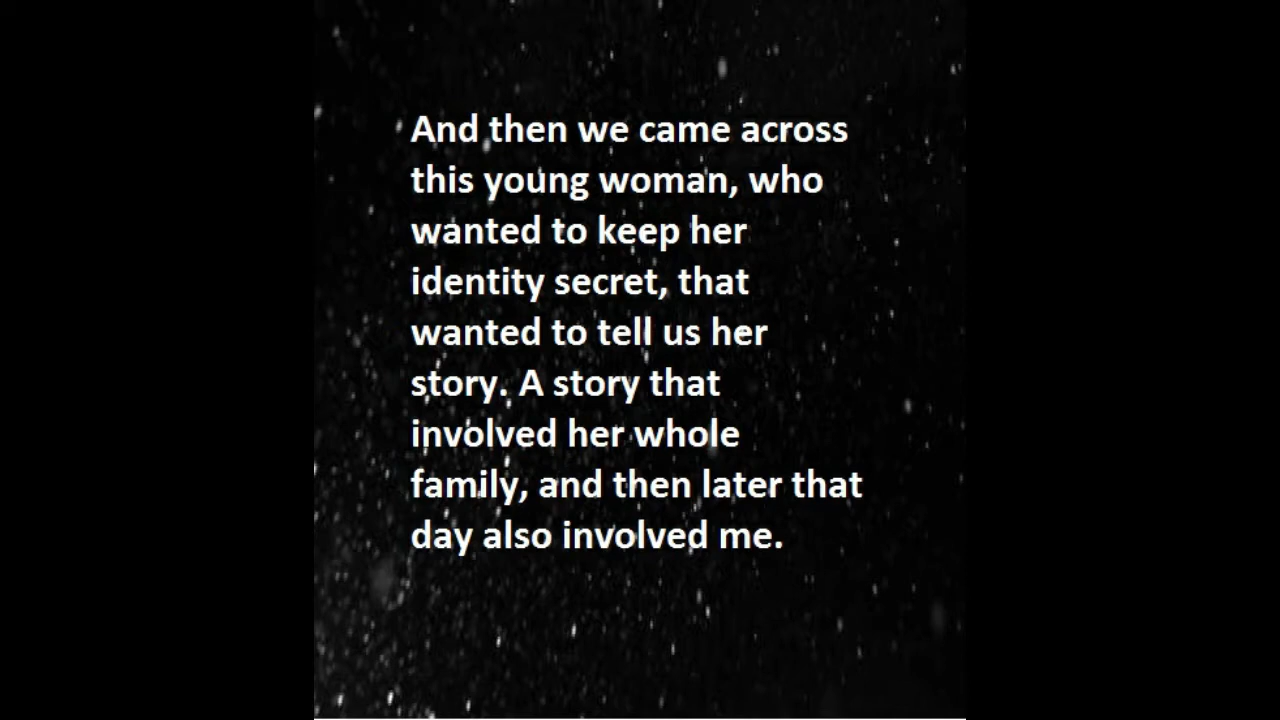 And then we came across
this young woman, who
wanted to keep her
identity secret, that
wanted to tell us her
story. A story that
involved her whole
family, and then later that
day also involved me.